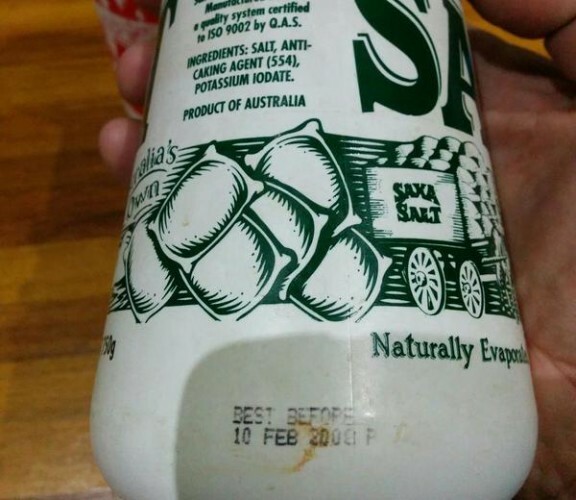 a quality system certified
to ISO 9002 by Q.A.S.
INGREDIENTS: SALT, ANTI-
CAKING AGENT (554),
POTASSIUM IODATE.
PRODUCT OF AUSTRALIA
SAXA
SALT
Naturally
BEST BEFORE
10 FEB